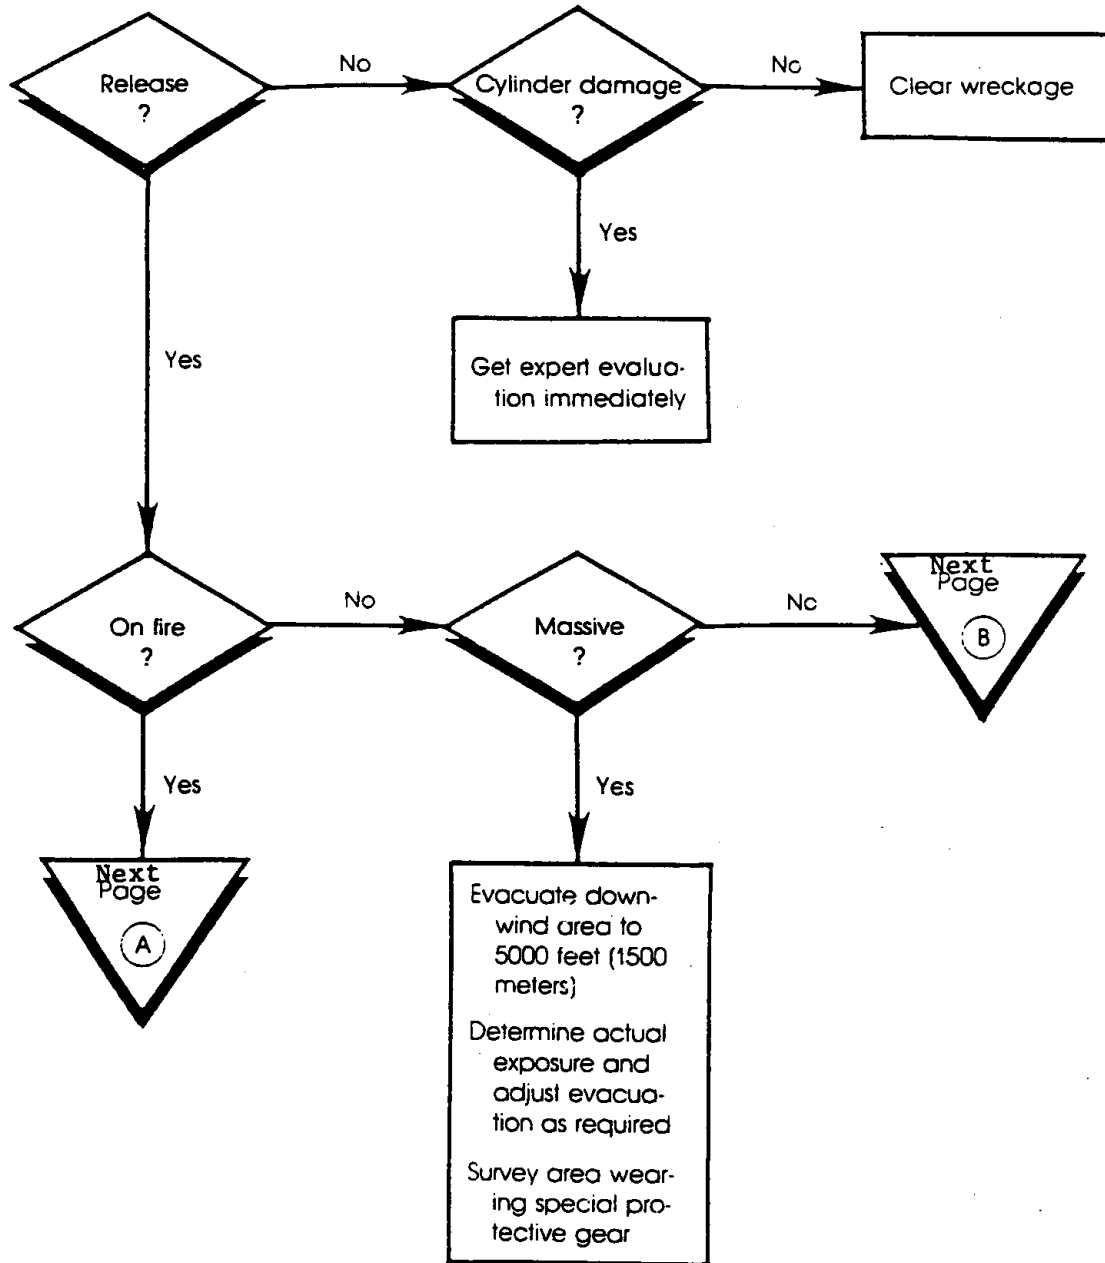 Release
?
No
Cylinder damage
?
No
Clear wreckage
Yes
Yes
Get expert evalua-
tion immediately
On fire
?
No
Massive
?
No
Next
Page
B
Yes
Yes
Next
Page
A
Evacuate down-
wind area to
5000 feet (1500
meters)
Determine actual
exposure and
adjust evacua-
tion as required
Survey area wear-
ing special pro-
tective gear